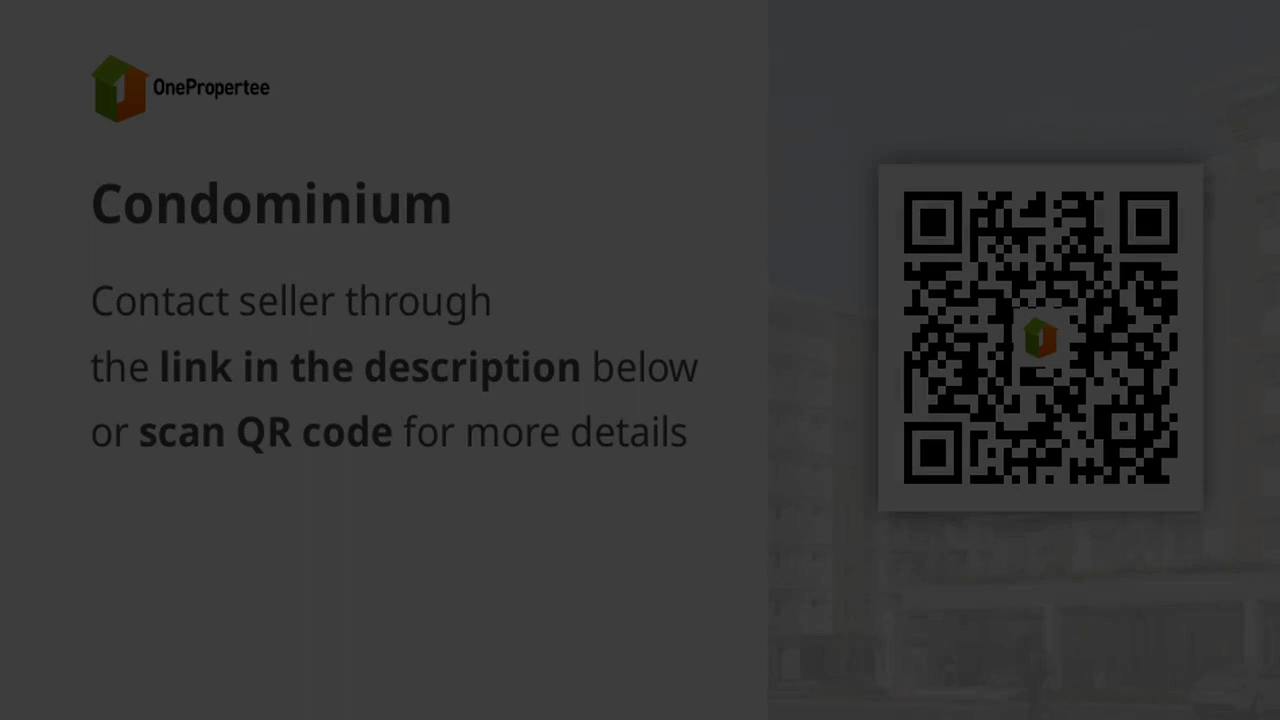 OnePropertee
Condominium
Contact seller through
the link in the description below
or scan QR code for more details